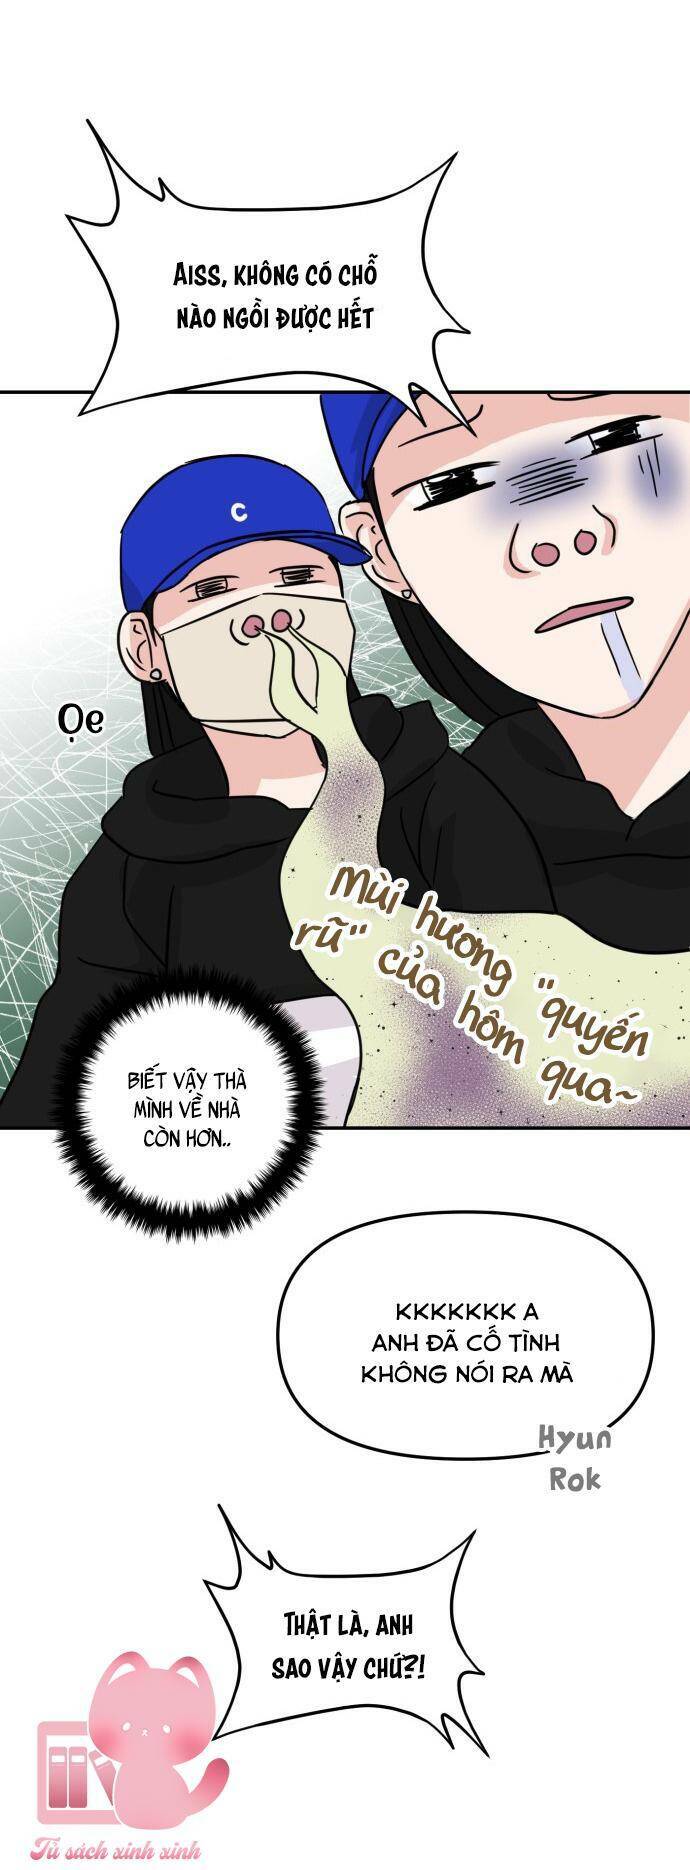 AISS, KHÔNG CÓ CHỖ
NÀO NGỒI ĐƯỢC HẾT
C
Ọe
Mùi hương "quyến
rũ" của hôm qua~
BIẾT VẬY THÀ
MÌNH VỀ NHÀ
CÒN HƠN..
KKKKKKK A
ANH ĐÃ CỐ TÌNH
KHÔNG NÓI RA MÀ
Hyun
Rok
THẬT LÀ, ANH
SAO VẬY CHỨ?!
Tủ sách xinh xinh